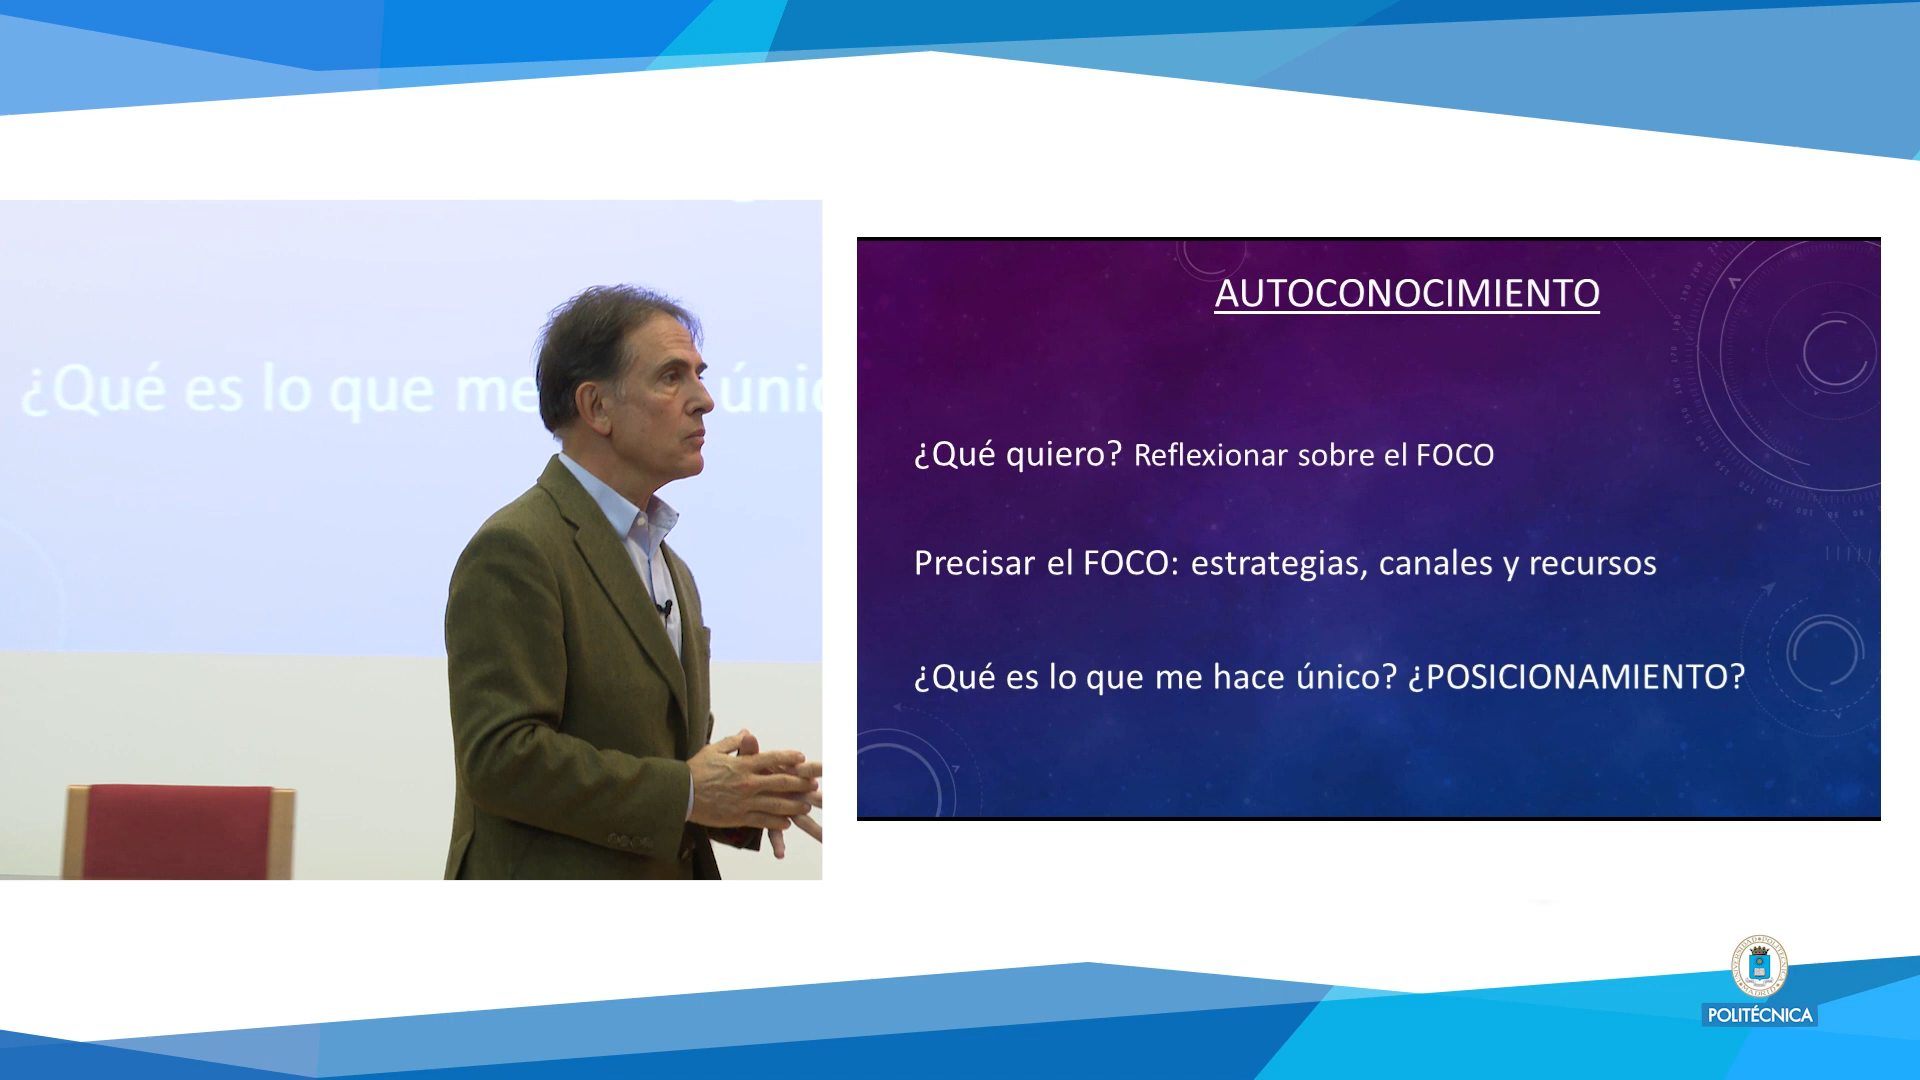 ¿Qué es lo que me únic
AUTOCONOCIMIENTO
¿Qué quiero? Reflexionar sobre el FOCO
Precisar el FOCO: estrategias, canales y recursos
¿Qué es lo que me hace único? ¿POSICIONAMIENTO?
POLITÉCNICA